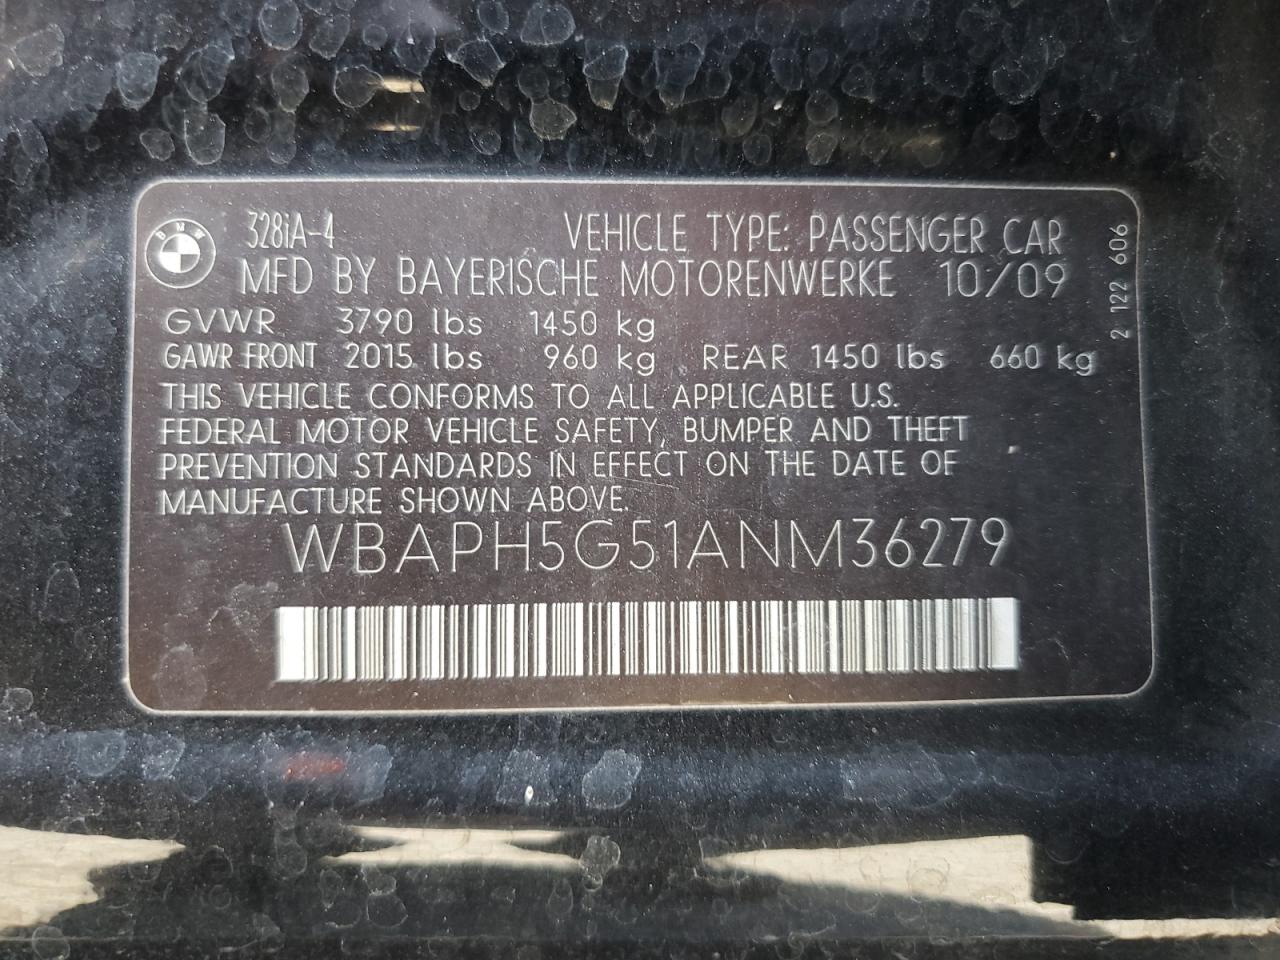 BMW
328iA-4 VEHICLE TYPE: PASSENGER CAR
MFD BY BAYERISCHE MOTORENWERKE 10/09
GVWR 3790 lbs 1450 kg
GAWR FRONT 2015 lbs 960 kg REAR 1450 lbs 660 kg
THIS VEHICLE CONFORMS TO ALL APPLICABLE U.S.
FEDERAL MOTOR VEHICLE SAFETY, BUMPER AND THEFT
PREVENTION STANDARDS IN EFFECT ON THE DATE OF
MANUFACTURE SHOWN ABOVE.
WBAPH5G51ANM36279
2 122 606